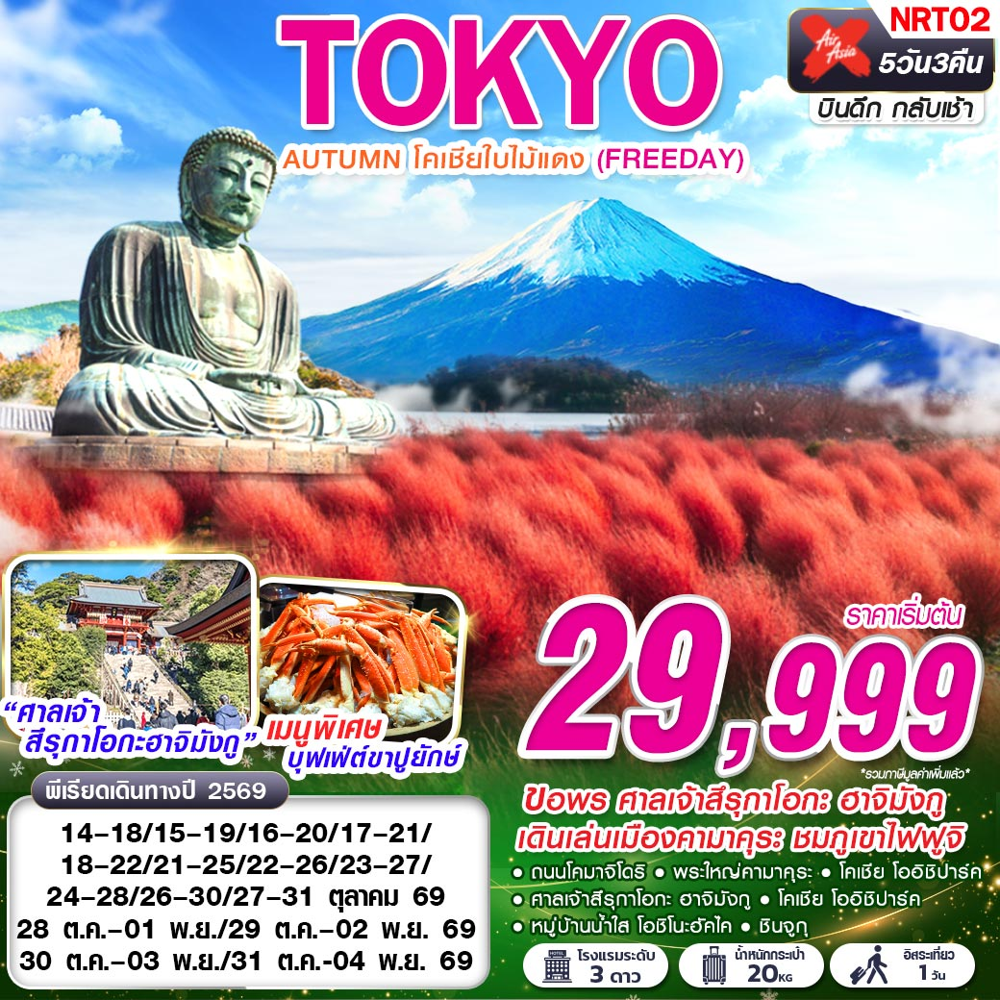 TOKYO
AUTUMN โคเชียใบไม้แดง (FREEDAY)
Air Asia
NRT02
5วัน3คืน
บินดึก กลับเช้า
"ศาลเจ้า
สึรุกาโอกะฮาจิมังกู"
เมนูพิเศษ
บุฟเฟ่ต์ขาปูยักษ์
ราคาเริ่มต้น
29,999
*รวมภาษีมูลค่าเพิ่มแล้ว*
พีเรียดเดินทางปี 2569
14-18/15-19/16-20/17-21/
18-22/21-25/22-26/23-27/
24-28/26-30/27-31 ตุลาคม 69
28 ต.ค.-01 พ.ย./29 ต.ค.-02 พ.ย. 69
30 ต.ค.-03 พ.ย./31 ต.ค.-04 พ.ย. 69
ขอพร ศาลเจ้าสึรุกาโอกะ ฮาจิมังกู
เดินเล่นเมืองคามาคุระ ชมภูเขาไฟฟูจิ
• ถนนโคมาจิโดริ • พระใหญ่คามาคุระ • โคเชีย โออิชิปาร์ค
• ศาลเจ้าสึรุกาโอกะ ฮาจิมังกู • โคเชีย โออิชิปาร์ค
• หมู่บ้านน้ำใส โอชิโนะฮัคไค • ชินจูกุ
HOTEL
โรงแรมระดับ
3 ดาว
น้ำหนักกระเป๋า
20KG
อิสระเที่ยว
1 วัน